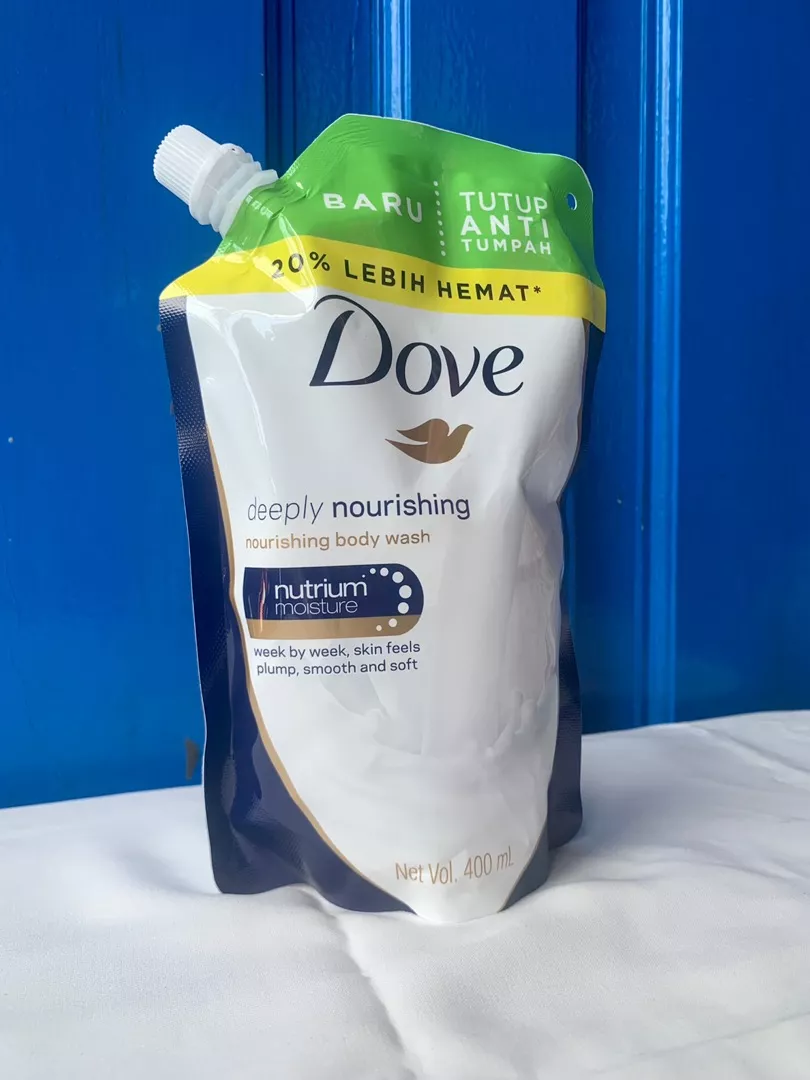 BARU
TUTUP
ANTI
TUMPAH
20% LEBIH HEMAT*
Dove
deeply nourishing
nourishing body wash
nutrium
moisture
week by week, skin feels
plump, smooth and soft
Net Vol. 400 mL